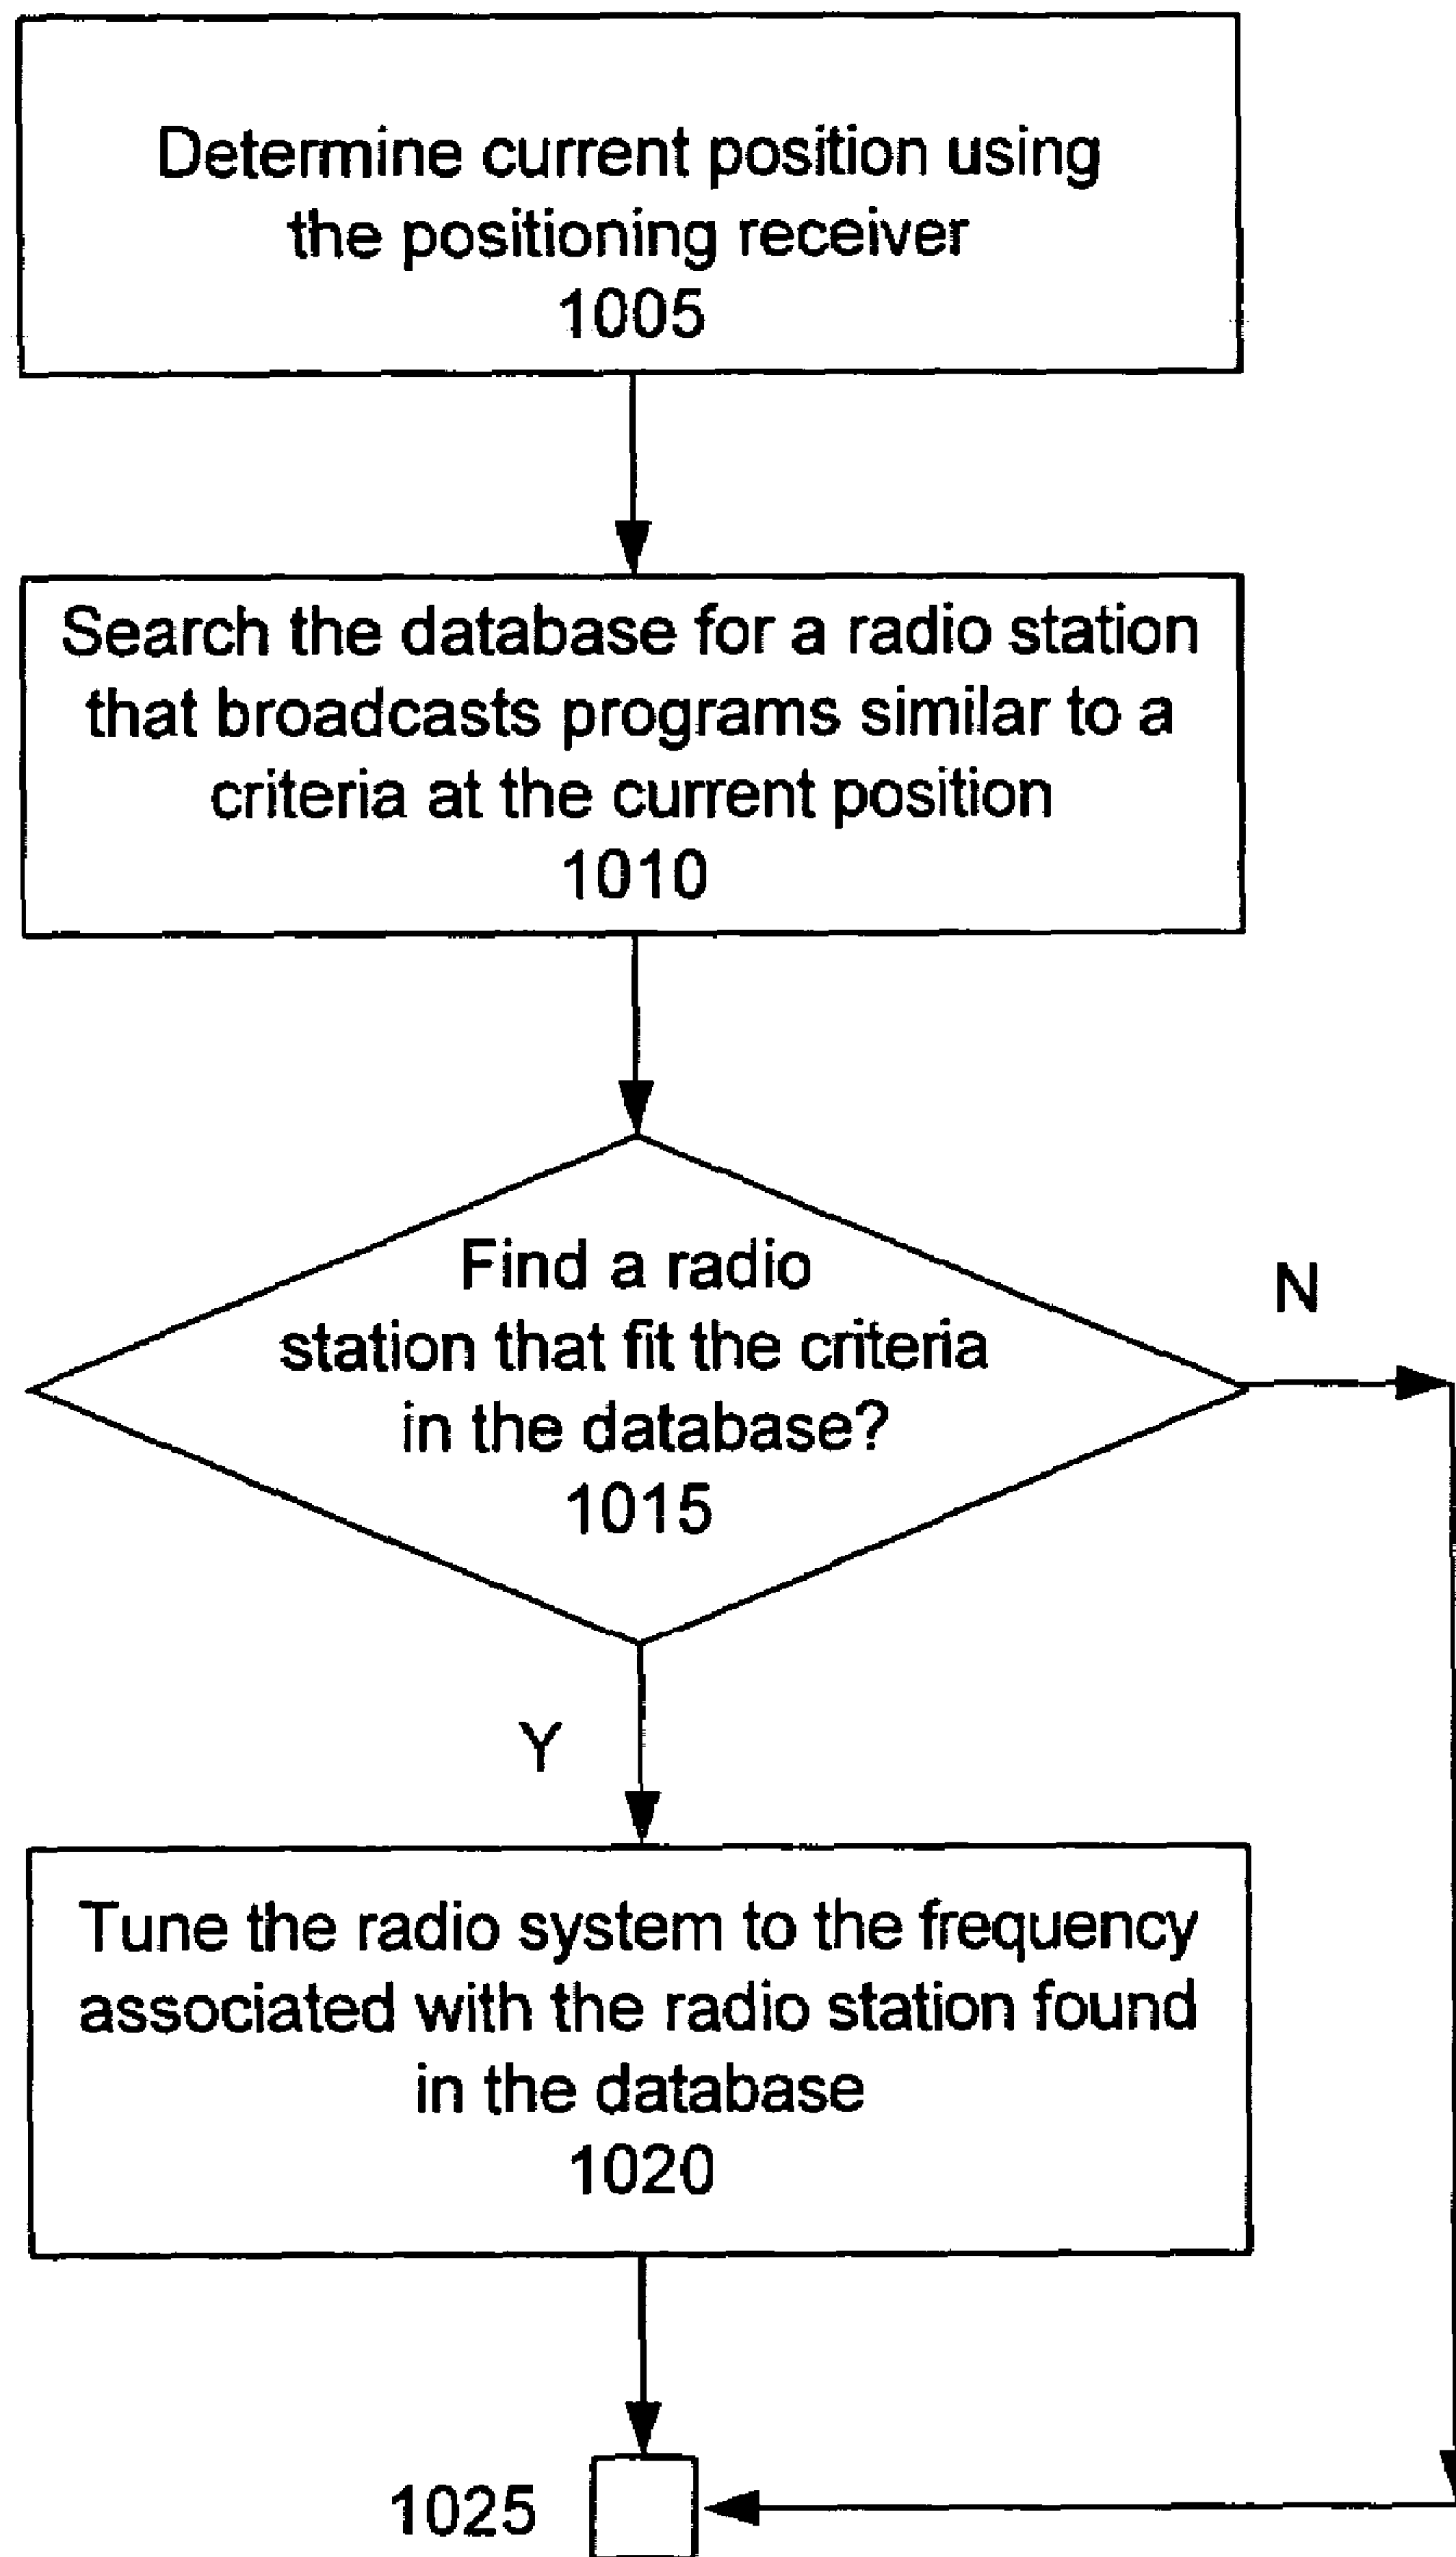 Determine current position using
the positioning receiver
1005
Search the database for a radio station
that broadcasts programs similar to a
criteria at the current position
1010
Find a radio
station that fit the criteria
in the database?
1015
N
Y
Tune the radio system to the frequency
associated with the radio station found
in the database
1020
1025